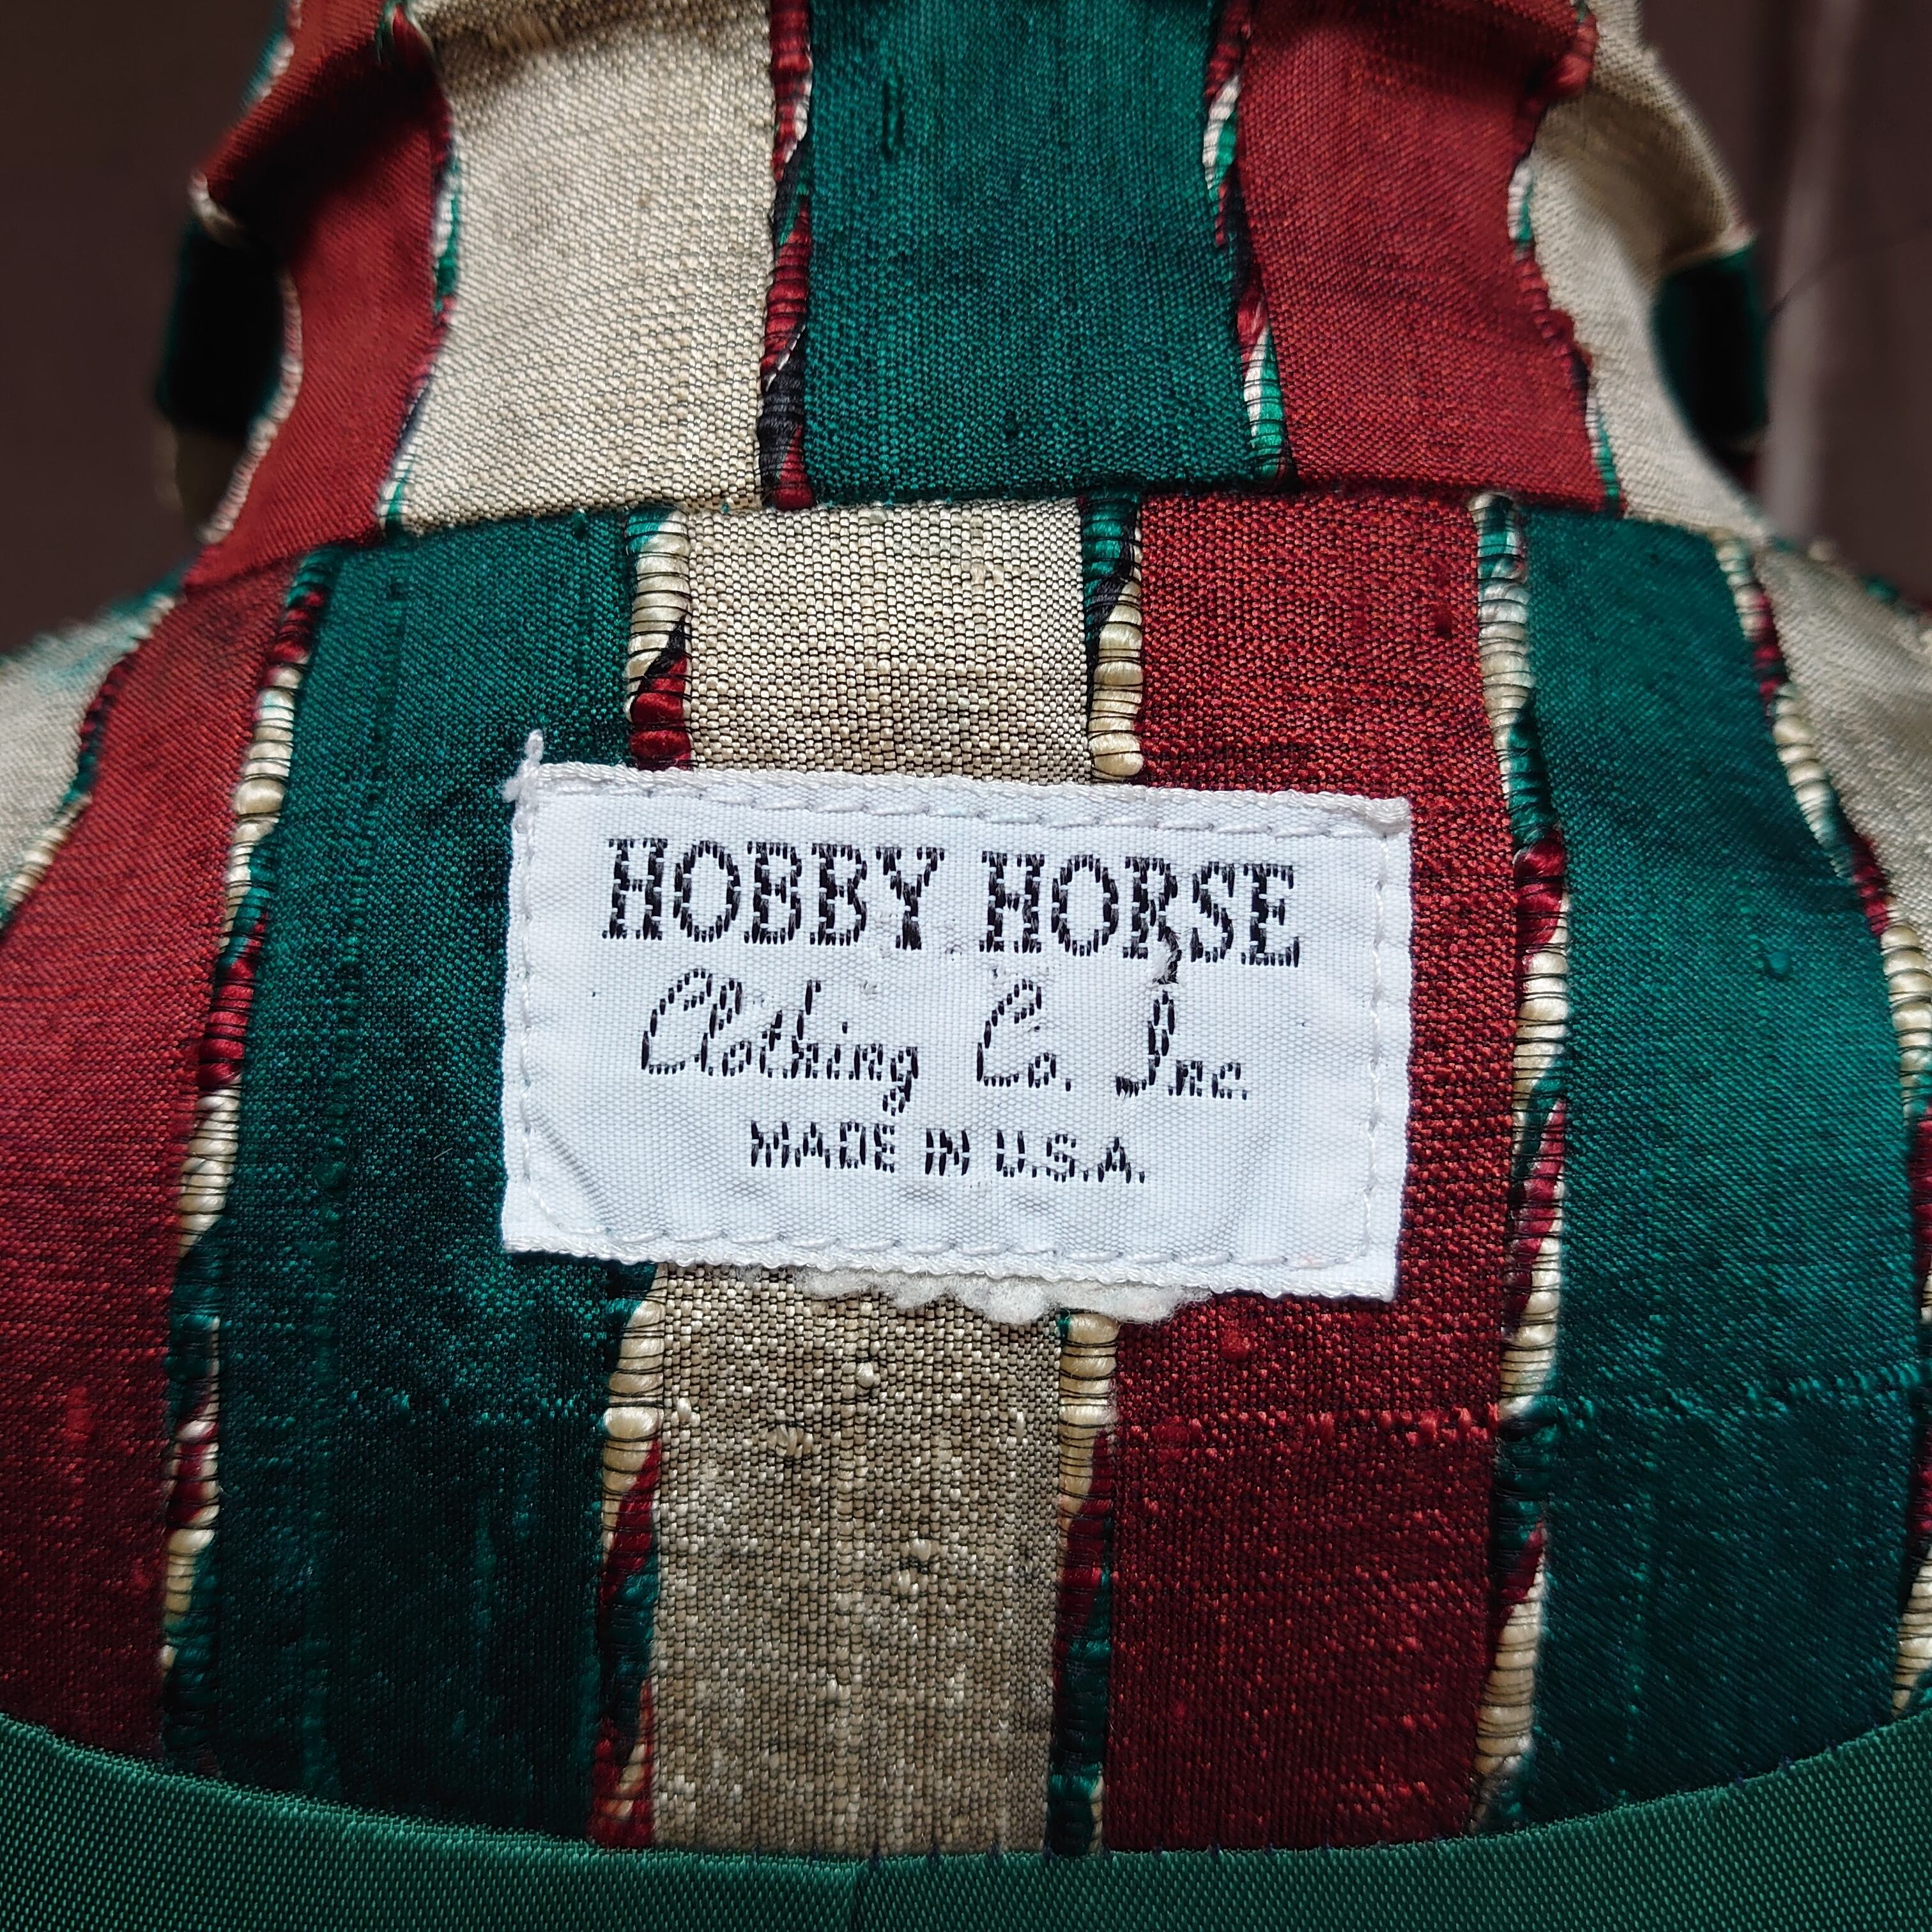 HOBBY HORSE
Clothing Co. Inc.
MADE IN U.S.A.